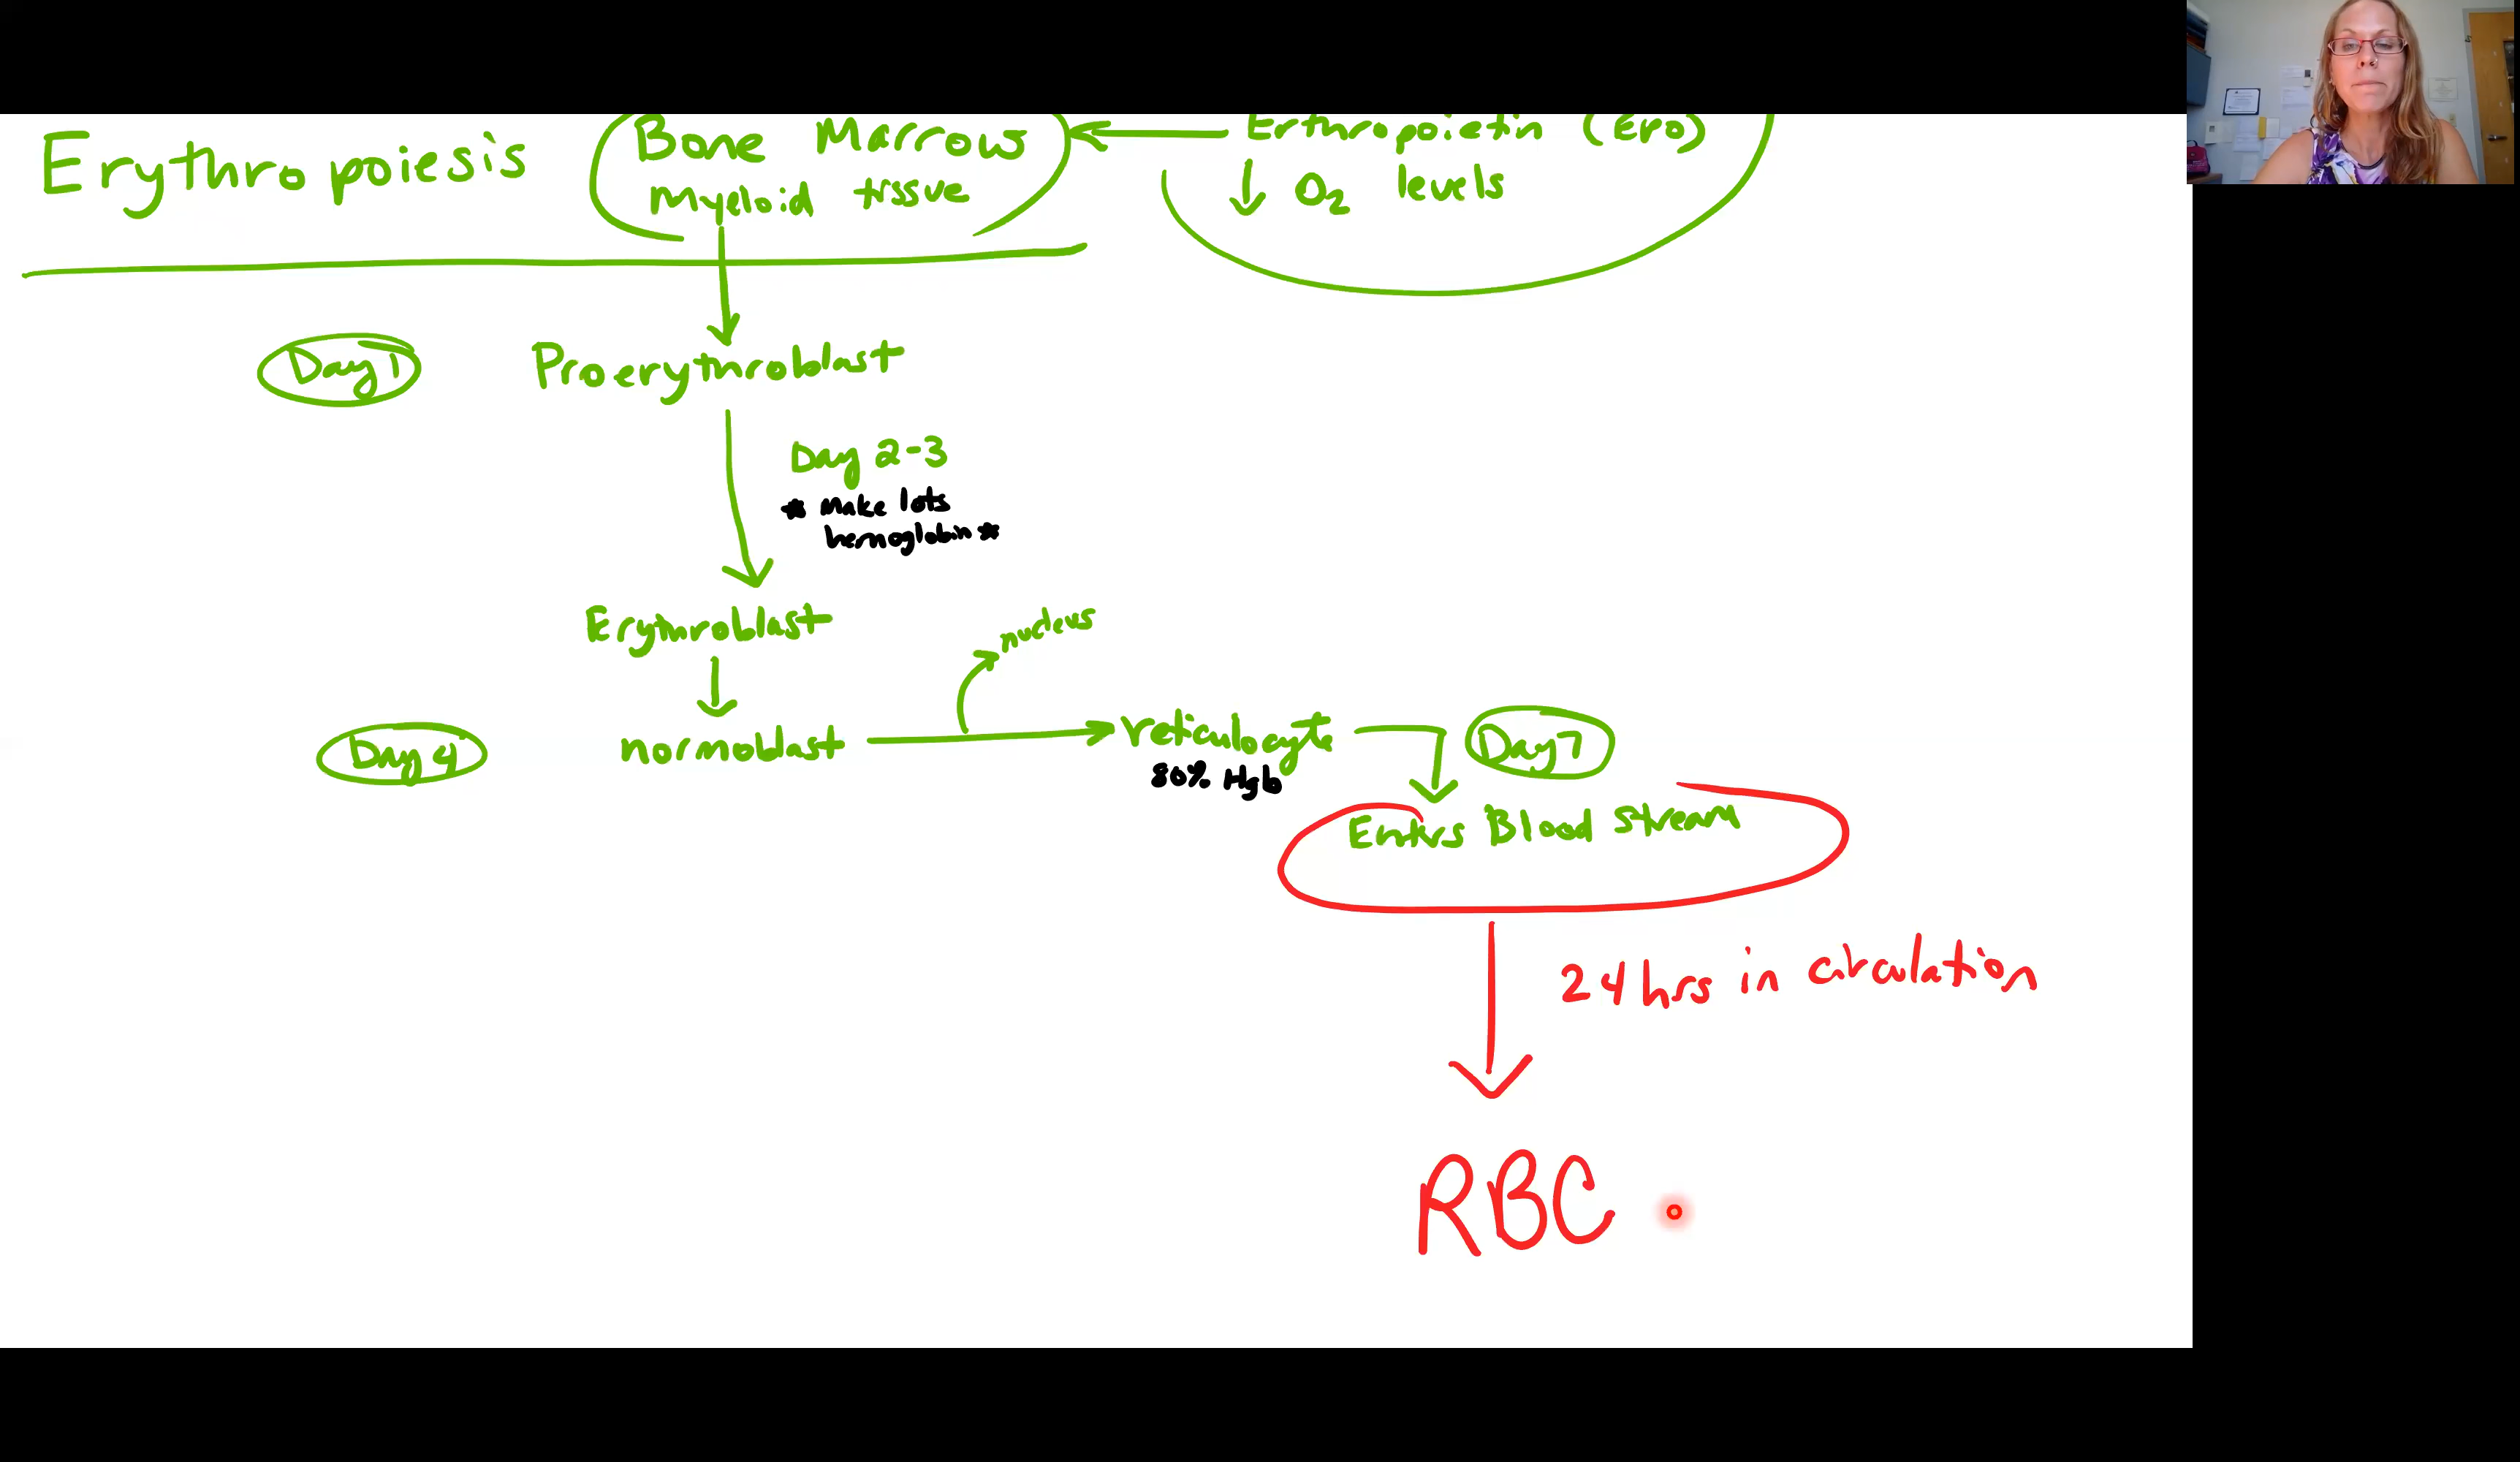 Erythropoiesis
Bone Marrow
Myeloid tissue
Erthropoietin (EPO)
↓ O2 levels
Day 1
Proerythroblast
Day 2-3
* Make lots
hemoglobin *
Erythroblast
nucleus
Day 4
normoblast
reticulocyte
80% Hgb
Day 7
Enters Blood Stream
24 hrs in circulation
RBC